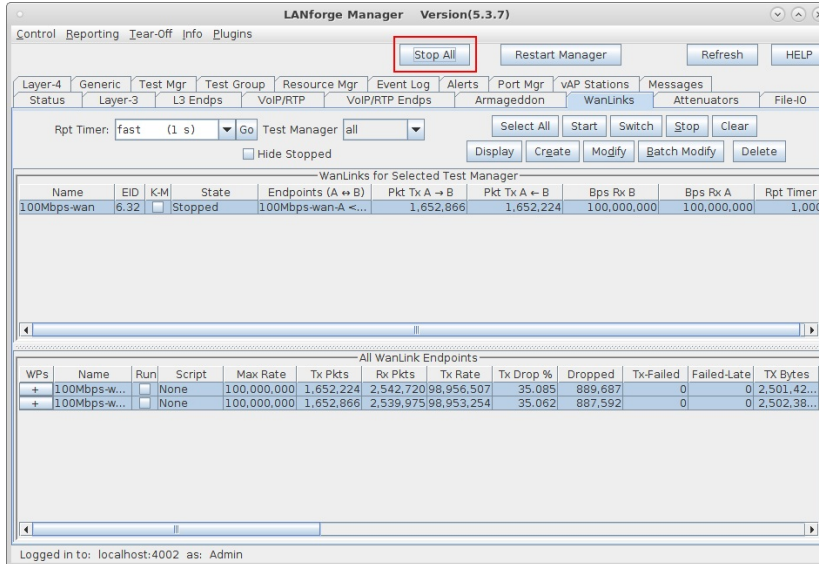 LANforge Manager Version(5.3.7)
Control Reporting Tear-Off Info Plugins
Stop All Restart Manager Refresh HELP
Layer-4 Generic Test Mgr Test Group Resource Mgr Event Log Alerts Port Mgr vAP Stations Messages
Status Layer-3 L3 Endps VoIP/RTP VoIP/RTP Endps Armageddon WanLinks Attenuators File-IO
Rpt Timer: fast (1 s) Go Test Manager all Select All Start Switch Stop Clear
Hide Stopped Display Create Modify Batch Modify Delete
WanLinks for Selected Test Manager
Name EID K-M State Endpoints (A ↔ B) Pkt Tx A → B Pkt Tx A ← B Bps Rx B Bps Rx A Rpt Timer
100Mbps-wan 6.32 Stopped 100Mbps-wan-A <... 1,652,866 1,652,224 100,000,000 100,000,000 1,000
All WanLink Endpoints
WPs Name Run Script Max Rate Tx Pkts Rx Pkts Tx Rate Tx Drop % Dropped Tx-Failed Failed-Late TX Bytes
+ 100Mbps-w... None 100,000,000 1,652,224 2,542,720 98,956,507 35.085 889,687 0 0 2,501,42...
+ 100Mbps-w... None 100,000,000 1,652,866 2,539,975 98,953,254 35.062 887,592 0 0 2,502,38...
Logged in to: localhost:4002 as: Admin